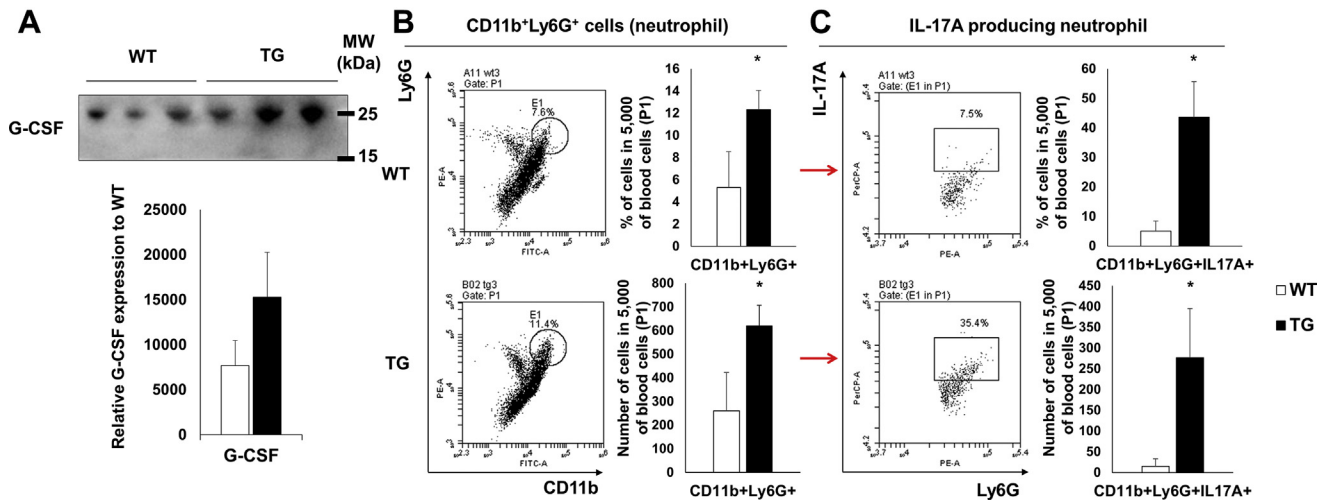 A
WT
TG
MW
(kDa)
G-CSF
25
15
Relative G-CSF expression to WT
25000
20000
15000
10000
5000
0
G-CSF
B
CD11b+Ly6G+ cells (neutrophil)
Ly6G
WT
A11 wt3
Gate: P1
E1
7.6%
PE-A
FITC-A
% of cells in 5,000
of blood cells (P1)
14
12
10
8
6
4
2
0
*
CD11b+Ly6G+
TG
B02 tg3
Gate: P1
E1
11.4%
PE-A
FITC-A
CD11b
Number of cells in 5,000
of blood cells (P1)
800
700
600
500
400
300
200
100
0
*
CD11b+Ly6G+
C
IL-17A producing neutrophil
IL-17A
A11 wt3
Gate: (E1 in P1)
7.5%
PerCP-A
PE-A
% of cells in 5,000
of blood cells (P1)
60
50
40
30
20
10
0
*
CD11b+Ly6G+IL17A+
B02 tg3
Gate: (E1 in P1)
35.4%
PerCP-A
PE-A
Ly6G
Number of cells in 5,000
of blood cells (P1)
450
400
350
300
250
200
150
100
50
0
*
CD11b+Ly6G+IL17A+
WT
TG